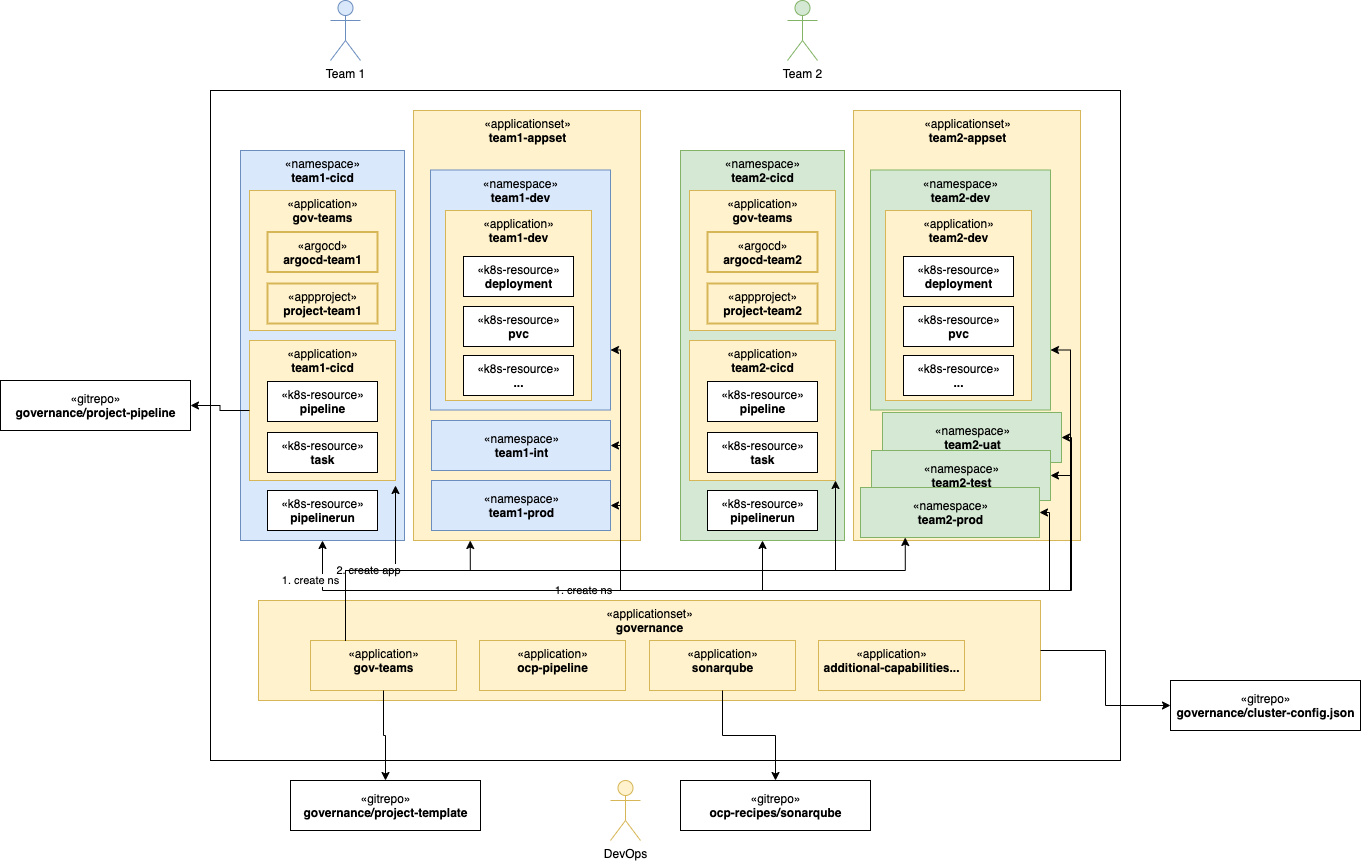 Team 1
Team 2
«applicationset»
team1-appset
«applicationset»
team2-appset
«namespace»
team1-cicd
«application»
gov-teams
«argocd»
argocd-team1
«appproject»
project-team1
«application»
team1-cicd
«k8s-resource»
pipeline
«k8s-resource»
task
«k8s-resource»
pipelinerun
«namespace»
team1-dev
«application»
team1-dev
«k8s-resource»
deployment
«k8s-resource»
pvc
«k8s-resource»
...
«namespace»
team1-int
«namespace»
team1-prod
«namespace»
team2-cicd
«application»
gov-teams
«argocd»
argocd-team2
«appproject»
project-team2
«application»
team2-cicd
«k8s-resource»
pipeline
«k8s-resource»
task
«k8s-resource»
pipelinerun
«namespace»
team2-dev
«application»
team2-dev
«k8s-resource»
deployment
«k8s-resource»
pvc
«k8s-resource»
...
«namespace»
team2-uat
«namespace»
team2-test
«namespace»
team2-prod
«gitrepo»
governance/project-pipeline
2. create app
1. create ns
1. create ns
«applicationset»
governance
«application»
gov-teams
«application»
ocp-pipeline
«application»
sonarqube
«application»
additional-capabilities...
«gitrepo»
governance/cluster-config.json
«gitrepo»
governance/project-template
«gitrepo»
ocp-recipes/sonarqube
DevOps